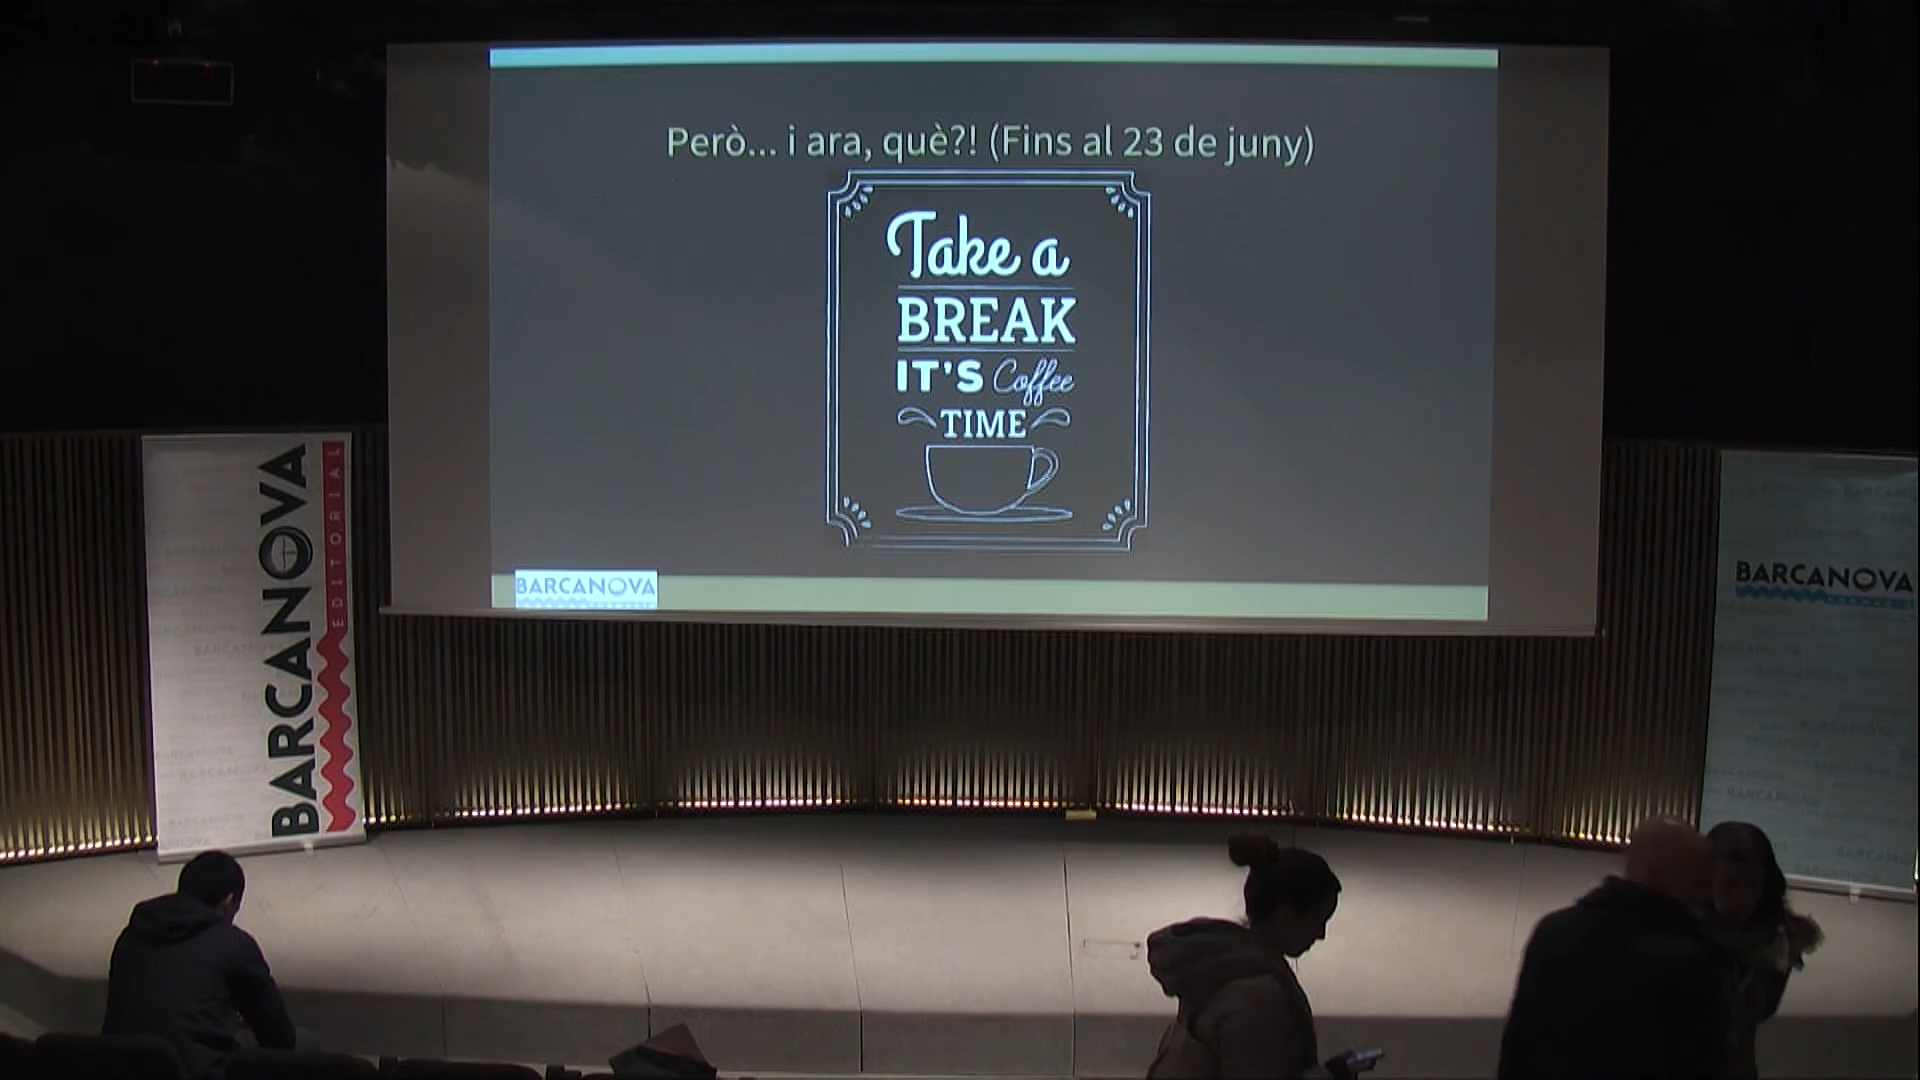 Però... i ara, què?! (Fins al 23 de juny)
Take a
BREAK
IT'S Coffee
TIME
BARCANOVA
BARCANOVA
EDITORIAL
BARCANOVA